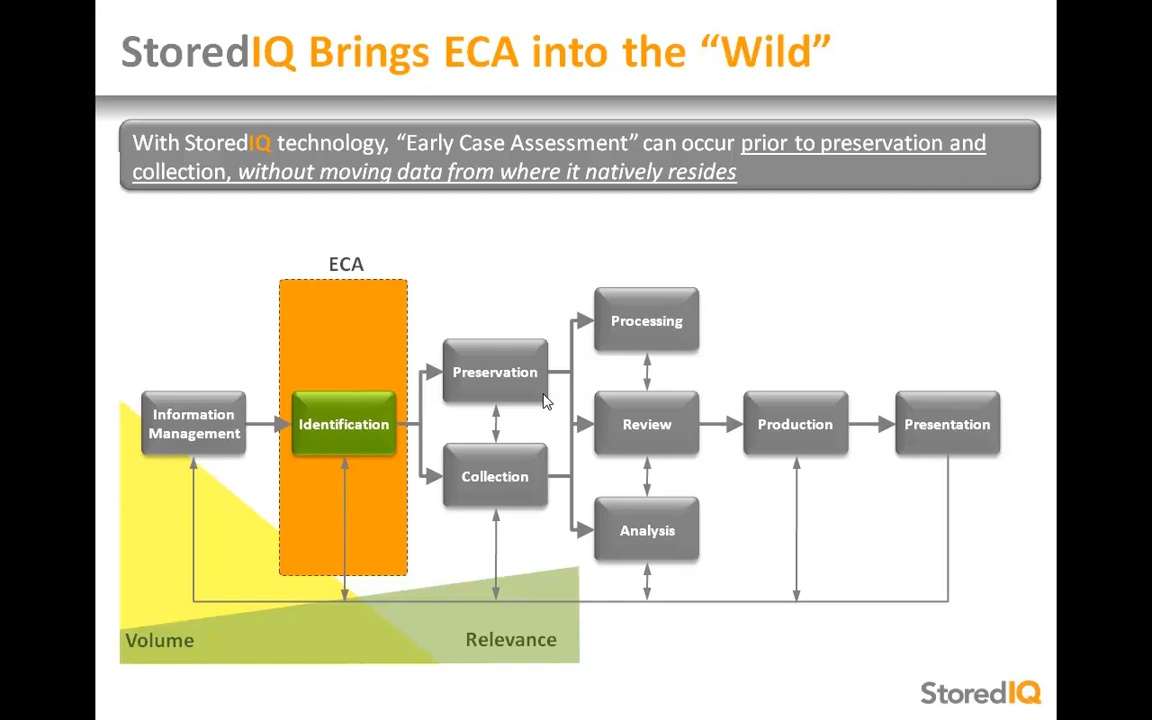 StoredIQ Brings ECA into the “Wild”
With StoredIQ technology, “Early Case Assessment” can occur prior to preservation and
collection, without moving data from where it natively resides
ECA
Processing
Preservation
Information
Management
Identification
Review
Production
Presentation
Collection
Analysis
Volume
Relevance
StoredIQ